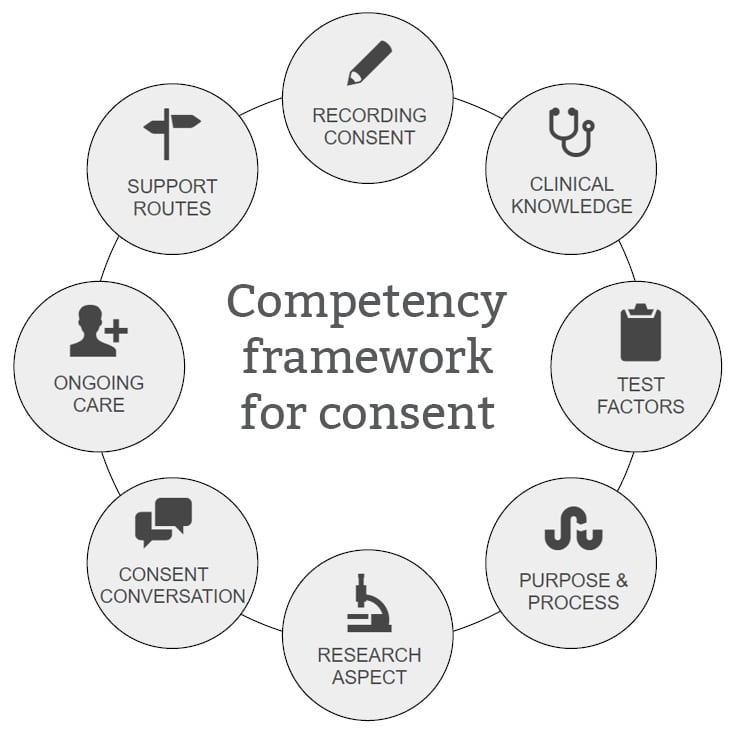 Competency
framework
for consent
RECORDING
CONSENT
CLINICAL
KNOWLEDGE
TEST
FACTORS
PURPOSE &
PROCESS
RESEARCH
ASPECT
CONSENT
CONVERSATION
ONGOING
CARE
SUPPORT
ROUTES